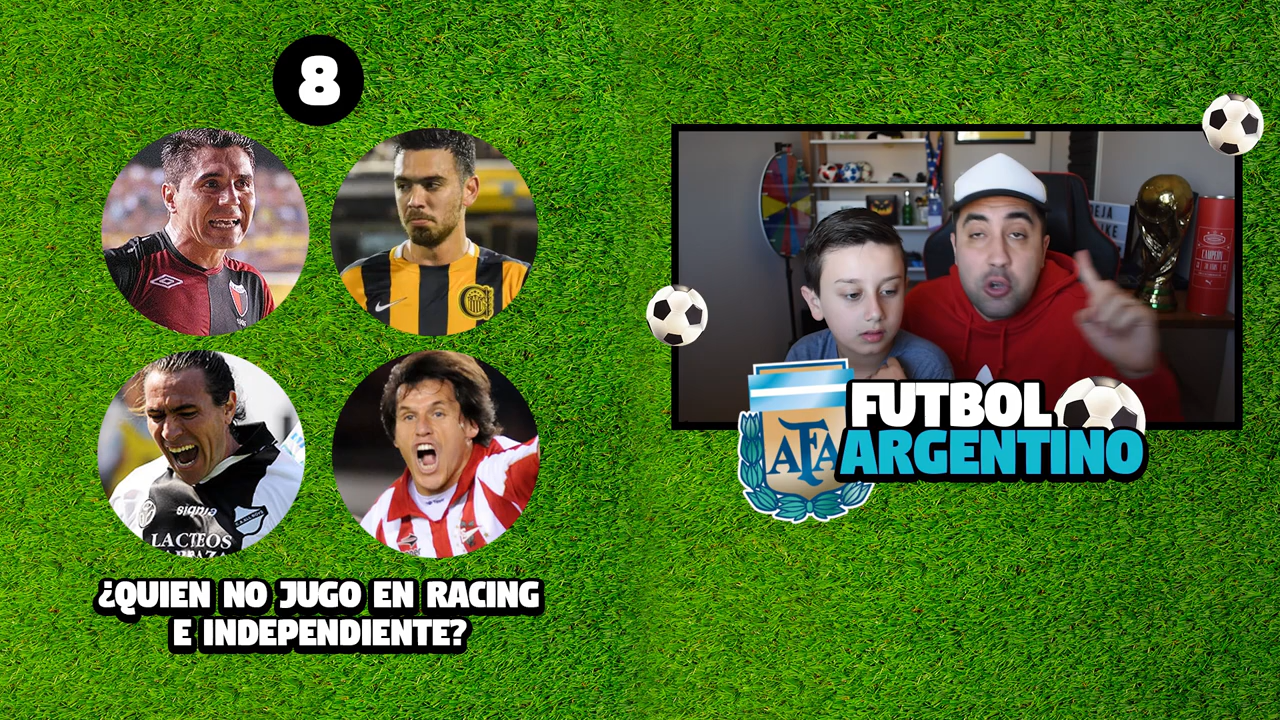 8
¿QUIEN NO JUGO EN RACING
E INDEPENDIENTE?
LACTEOS
AFA
FUTBOL
ARGENTINO